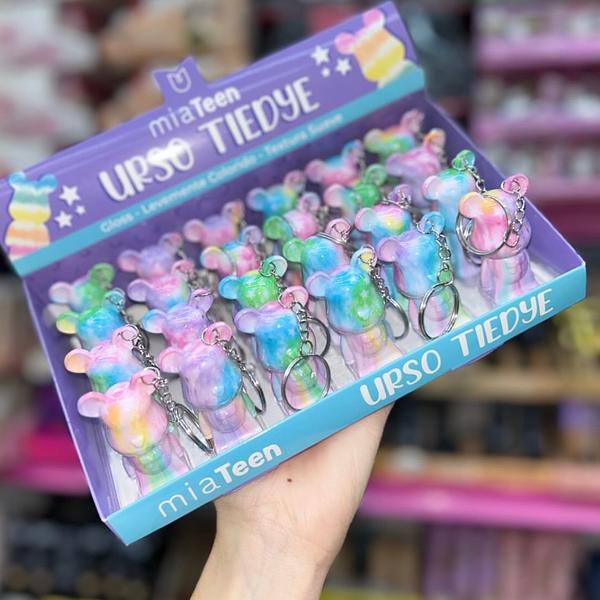 miaTeen
URSO TIEDYE
Gloss - Levemente Colorido - Textura Suave
URSO TIEDYE
miaTeen